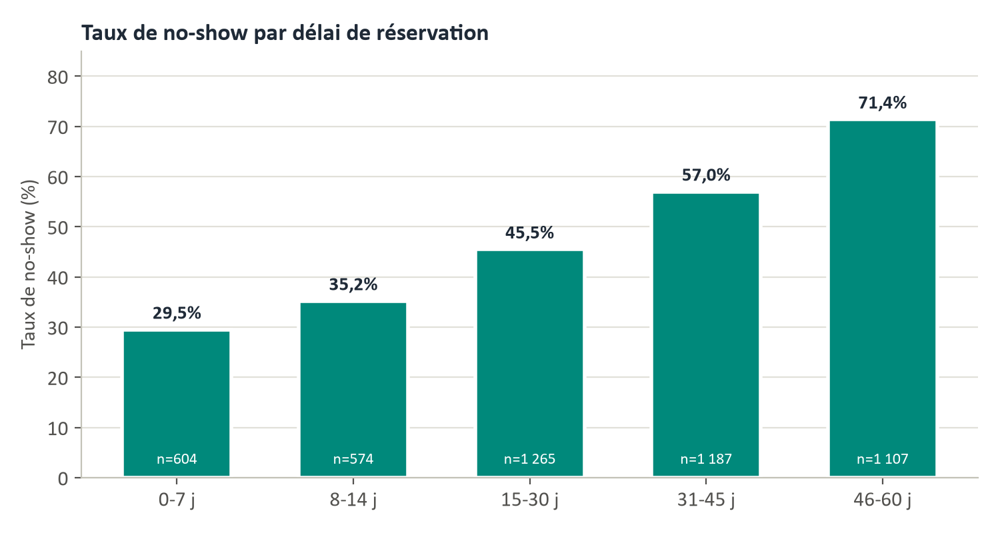 Taux de no-show par délai de réservation
Taux de no-show (%)
80
70
60
50
40
30
20
10
0
29,5%
35,2%
45,5%
57,0%
71,4%
n=604
n=574
n=1 265
n=1 187
n=1 107
0-7 j
8-14 j
15-30 j
31-45 j
46-60 j